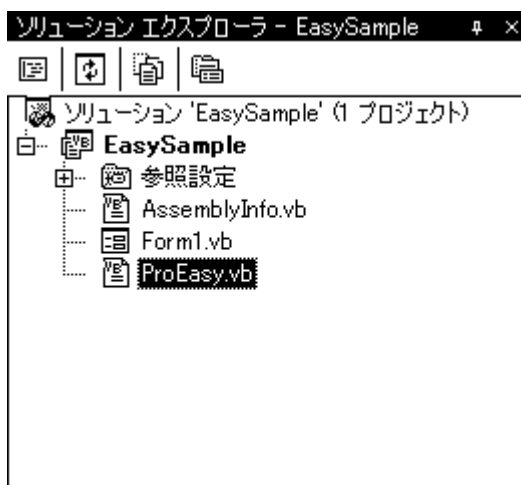 ソリューション エクスプローラ - EasySample
ソリューション 'EasySample' (1 プロジェクト)
EasySample
参照設定
AssemblyInfo.vb
Form1.vb
ProEasy.vb